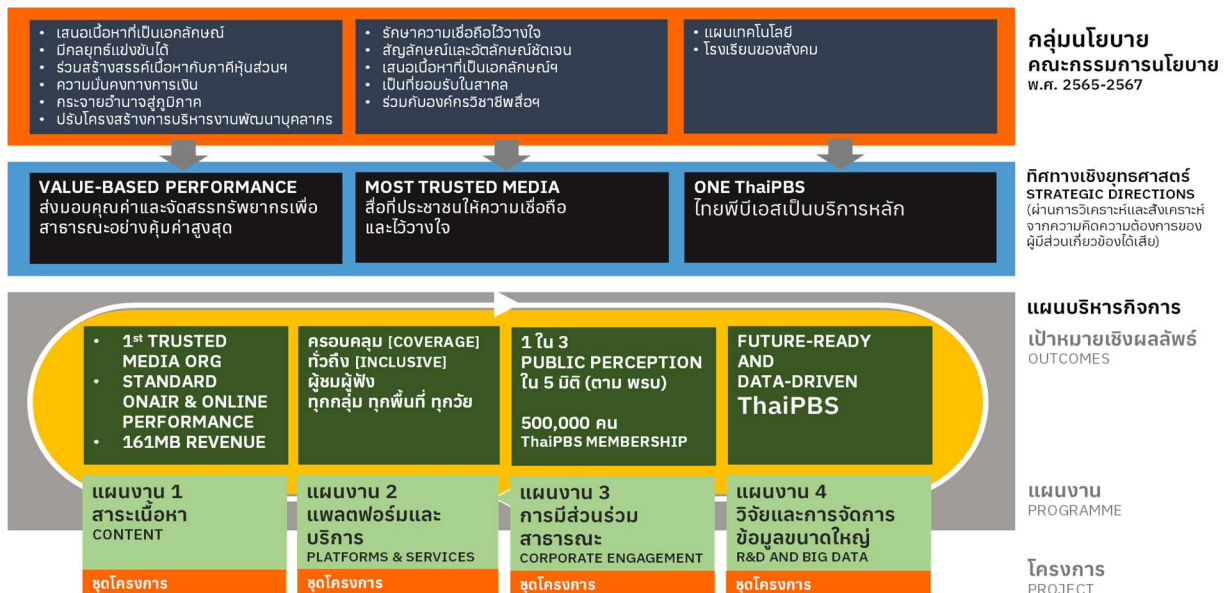 • เสนอเนื้อหาที่เป็นเอกลักษณ์
• มีกลยุทธ์แข่งขันได้
• ร่วมสร้างสรรค์เนื้อหากับภาคีหุ้นส่วนฯ
• ความมั่นคงทางการเงิน
• กระจายอำนาจสู่ภูมิภาค
• ปรับโครงสร้างการบริหารงานพัฒนาบุคลากร
• รักษาความเชื่อถือไว้วางใจ
• สัญลักษณ์และอัตลักษณ์ชัดเจน
• เสนอเนื้อหาที่เป็นเอกลักษณ์ฯ
• เป็นที่ยอมรับในสากล
• ร่วมกับองค์กรวิชาชีพสื่อฯ
• แผนเทคโนโลยี
• โรงเรียนของสังคม
กลุ่มนโยบาย
คณะกรรมการนโยบาย
พ.ศ. 2565-2567
VALUE-BASED PERFORMANCE
ส่งมอบคุณค่าและจัดสรรทรัพยากรเพื่อ
สาธารณะอย่างคุ้มค่าสูงสุด
MOST TRUSTED MEDIA
สื่อที่ประชาชนให้ความเชื่อถือ
และไว้วางใจ
ONE ThaiPBS
ไทยพีบีเอสเป็นบริการหลัก
ทิศทางเชิงยุทธศาสตร์
STRATEGIC DIRECTIONS
(ผ่านการวิเคราะห์และสังเคราะห์
จากความคิดความต้องการของ
ผู้มีส่วนเกี่ยวข้องได้เสีย)
แผนบริหารกิจการ
เป้าหมายเชิงผลลัพธ์
OUTCOMES
• 1st TRUSTED
MEDIA ORG
• STANDARD
ONAIR & ONLINE
PERFORMANCE
• 161MB REVENUE
ครอบคลุม [COVERAGE]
ทั่วถึง [INCLUSIVE]
ผู้ชมผู้ฟัง
ทุกกลุ่ม ทุกพื้นที่ ทุกวัย
1 ใน 3
PUBLIC PERCEPTION
ใน 5 มิติ (ตาม พรบ)
500,000 คน
ThaiPBS MEMBERSHIP
FUTURE-READY
AND
DATA-DRIVEN
ThaiPBS
แผนงาน 1
สาระเนื้อหา
CONTENT
แผนงาน 2
แพลตฟอร์มและ
บริการ
PLATFORMS & SERVICES
แผนงาน 3
การมีส่วนร่วม
สาธารณะ
CORPORATE ENGAGEMENT
แผนงาน 4
วิจัยและการจัดการ
ข้อมูลขนาดใหญ่
R&D AND BIG DATA
แผนงาน
PROGRAMME
ชุดโครงการ
ชุดโครงการ
ชุดโครงการ
ชุดโครงการ
โครงการ
PROJECT